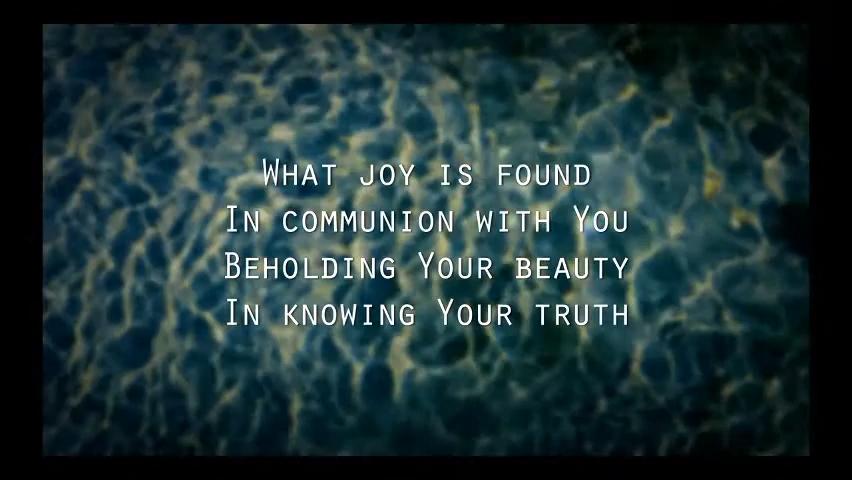 What joy is found
In communion with You
Beholding Your beauty
In knowing Your truth